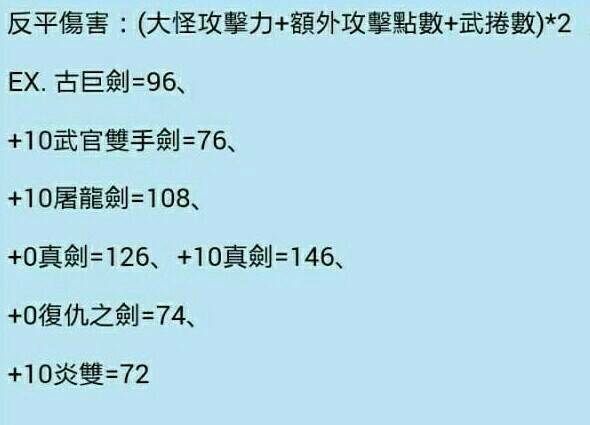 反平傷害：(大怪攻擊力+額外攻擊點數+武捲數)*2
EX. 古巨劍=96、
+10武官雙手劍=76、
+10屠龍劍=108、
+0真劍=126、+10真劍=146、
+0復仇之劍=74、
+10炎雙=72